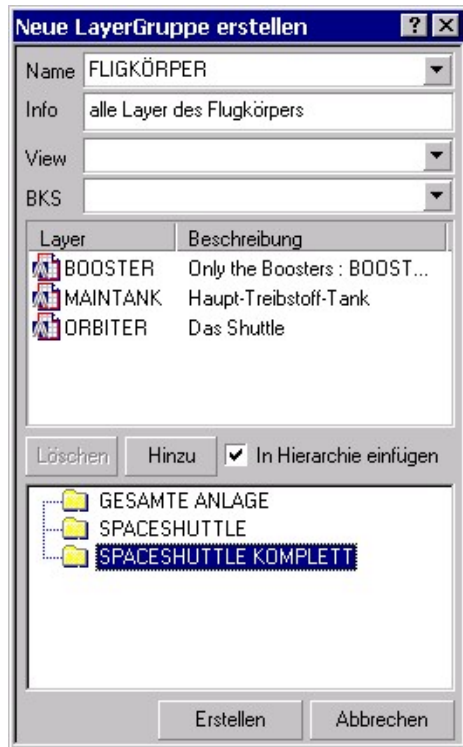 Neue LayerGruppe erstellen
Name FLIGKÖRPER
Info alle Layer des Flugkörpers
View
BKS
Layer Beschreibung
BOOSTER Only the Boosters : BOOST...
MAINTANK Haupt-Treibstoff-Tank
ORBITER Das Shuttle
Löschen Hinzu In Hierarchie einfügen
GESAMTE ANLAGE
SPACESHUTTLE
SPACESHUTTLE KOMPLETT
Erstellen Abbrechen